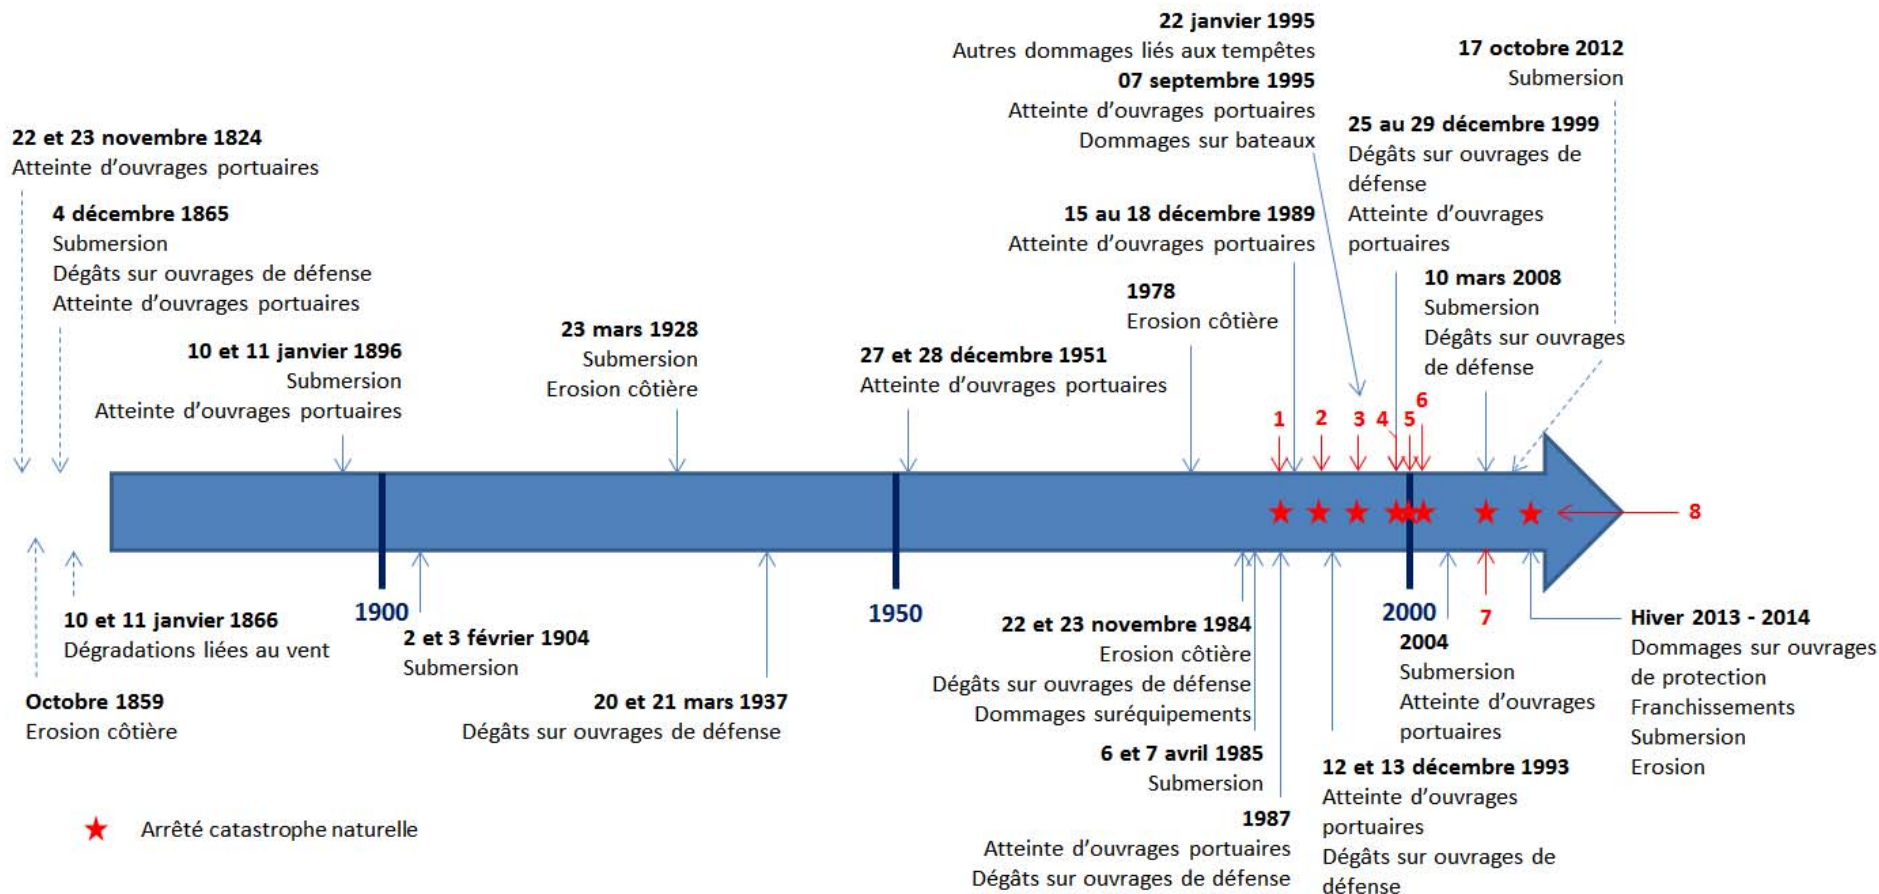 22 janvier 1995
Autres dommages liés aux tempêtes
07 septembre 1995
Atteinte d'ouvrages portuaires
Dommages sur bateaux
17 octobre 2012
Submersion
22 et 23 novembre 1824
Atteinte d'ouvrages portuaires
25 au 29 décembre 1999
Dégâts sur ouvrages de
défense
Atteinte d'ouvrages
portuaires
4 décembre 1865
Submersion
Dégâts sur ouvrages de défense
Atteinte d'ouvrages portuaires
15 au 18 décembre 1989
Atteinte d'ouvrages portuaires
10 mars 2008
Submersion
Dégâts sur ouvrages
de défense
1978
Erosion côtière
10 et 11 janvier 1896
Submersion
Atteinte d'ouvrages portuaires
23 mars 1928
Submersion
Erosion côtière
27 et 28 décembre 1951
Atteinte d'ouvrages portuaires
1
2
3
4
5
6
8
1900
1950
2000
7
10 et 11 janvier 1866
Dégradations liées au vent
Octobre 1859
Erosion côtière
2 et 3 février 1904
Submersion
20 et 21 mars 1937
Dégâts sur ouvrages de défense
22 et 23 novembre 1984
Erosion côtière
Dégâts sur ouvrages de défense
Dommages suréquipements
6 et 7 avril 1985
Submersion
1987
Atteinte d'ouvrages portuaires
Dégâts sur ouvrages de défense
12 et 13 décembre 1993
Atteinte d'ouvrages
portuaires
Dégâts sur ouvrages de
défense
2004
Submersion
Atteinte d'ouvrages
portuaires
Hiver 2013 - 2014
Dommages sur ouvrages
de protection
Franchissements
Submersion
Erosion
Arrêté catastrophe naturelle